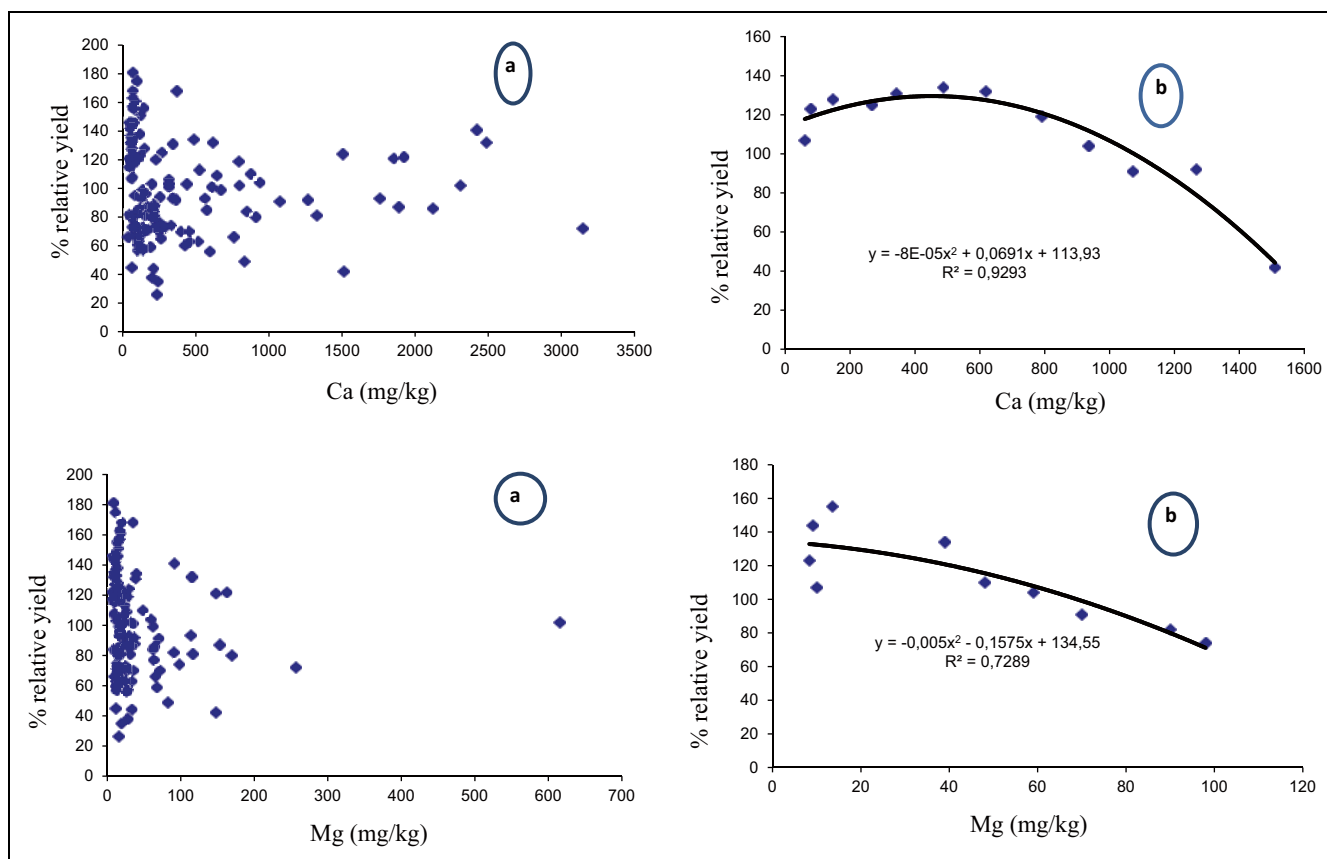 a
% relative yield
200
180
160
140
120
100
80
60
40
20
0
0 500 1000 1500 2000 2500 3000 3500
Ca (mg/kg)
b
% relative yield
160
140
120
100
80
60
40
20
0
y = -8E-05x² + 0,0691x + 113,93
R² = 0,9293
0 200 400 600 800 1000 1200 1400 1600
Ca (mg/kg)
a
% relative yield
200
180
160
140
120
100
80
60
40
20
0
0 100 200 300 400 500 600 700
Mg (mg/kg)
b
% relative yield
180
160
140
120
100
80
60
40
20
0
y = -0,005x² - 0,1575x + 134,55
R² = 0,7289
0 20 40 60 80 100 120
Mg (mg/kg)